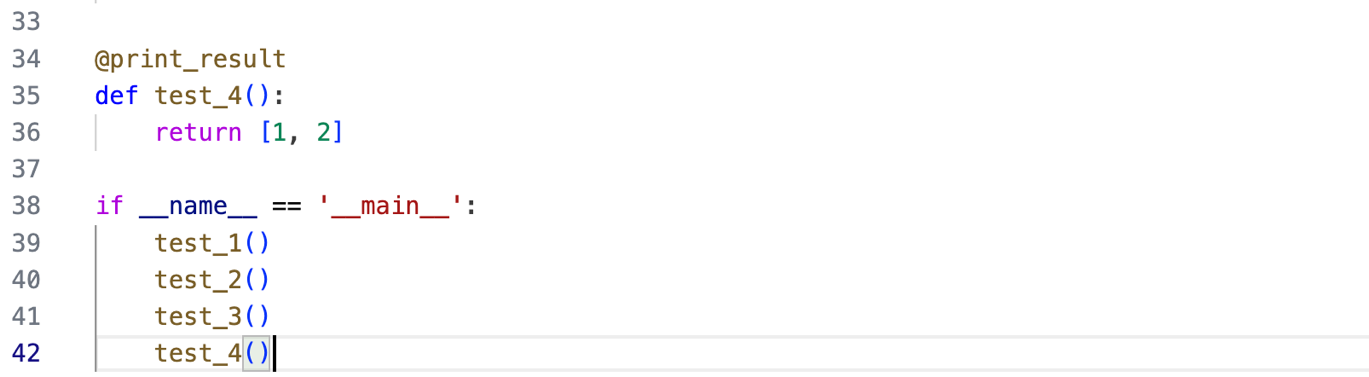 33
34 @print_result
35 def test_4():
36     return [1, 2]
37
38 if __name__ == '__main__':
39     test_1()
40     test_2()
41     test_3()
42     test_4()